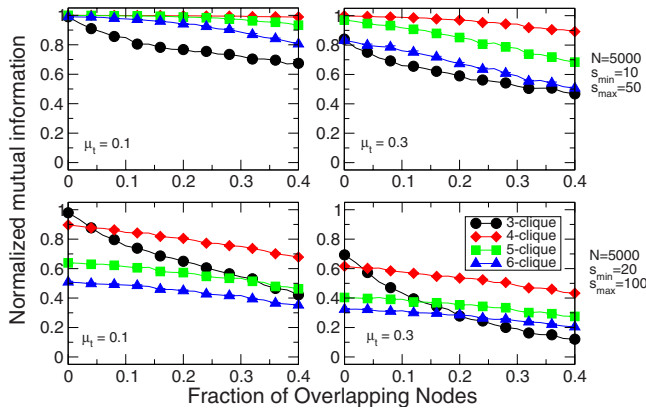 Normalized mutual information
1
0.8
0.6
0.4
0.2
0
μt = 0.1
0 0.1 0.2 0.3 0.4
1
0.8
0.6
0.4
0.2
0
μt = 0.3
0 0.1 0.2 0.3 0.4
N=5000
smin=10
smax=50
1
0.8
0.6
0.4
0.2
0
μt = 0.1
0 0.1 0.2 0.3 0.4
1
0.8
0.6
0.4
0.2
0
3-clique
4-clique
5-clique
6-clique
μt = 0.3
0 0.1 0.2 0.3 0.4
N=5000
smin=20
smax=100
Fraction of Overlapping Nodes